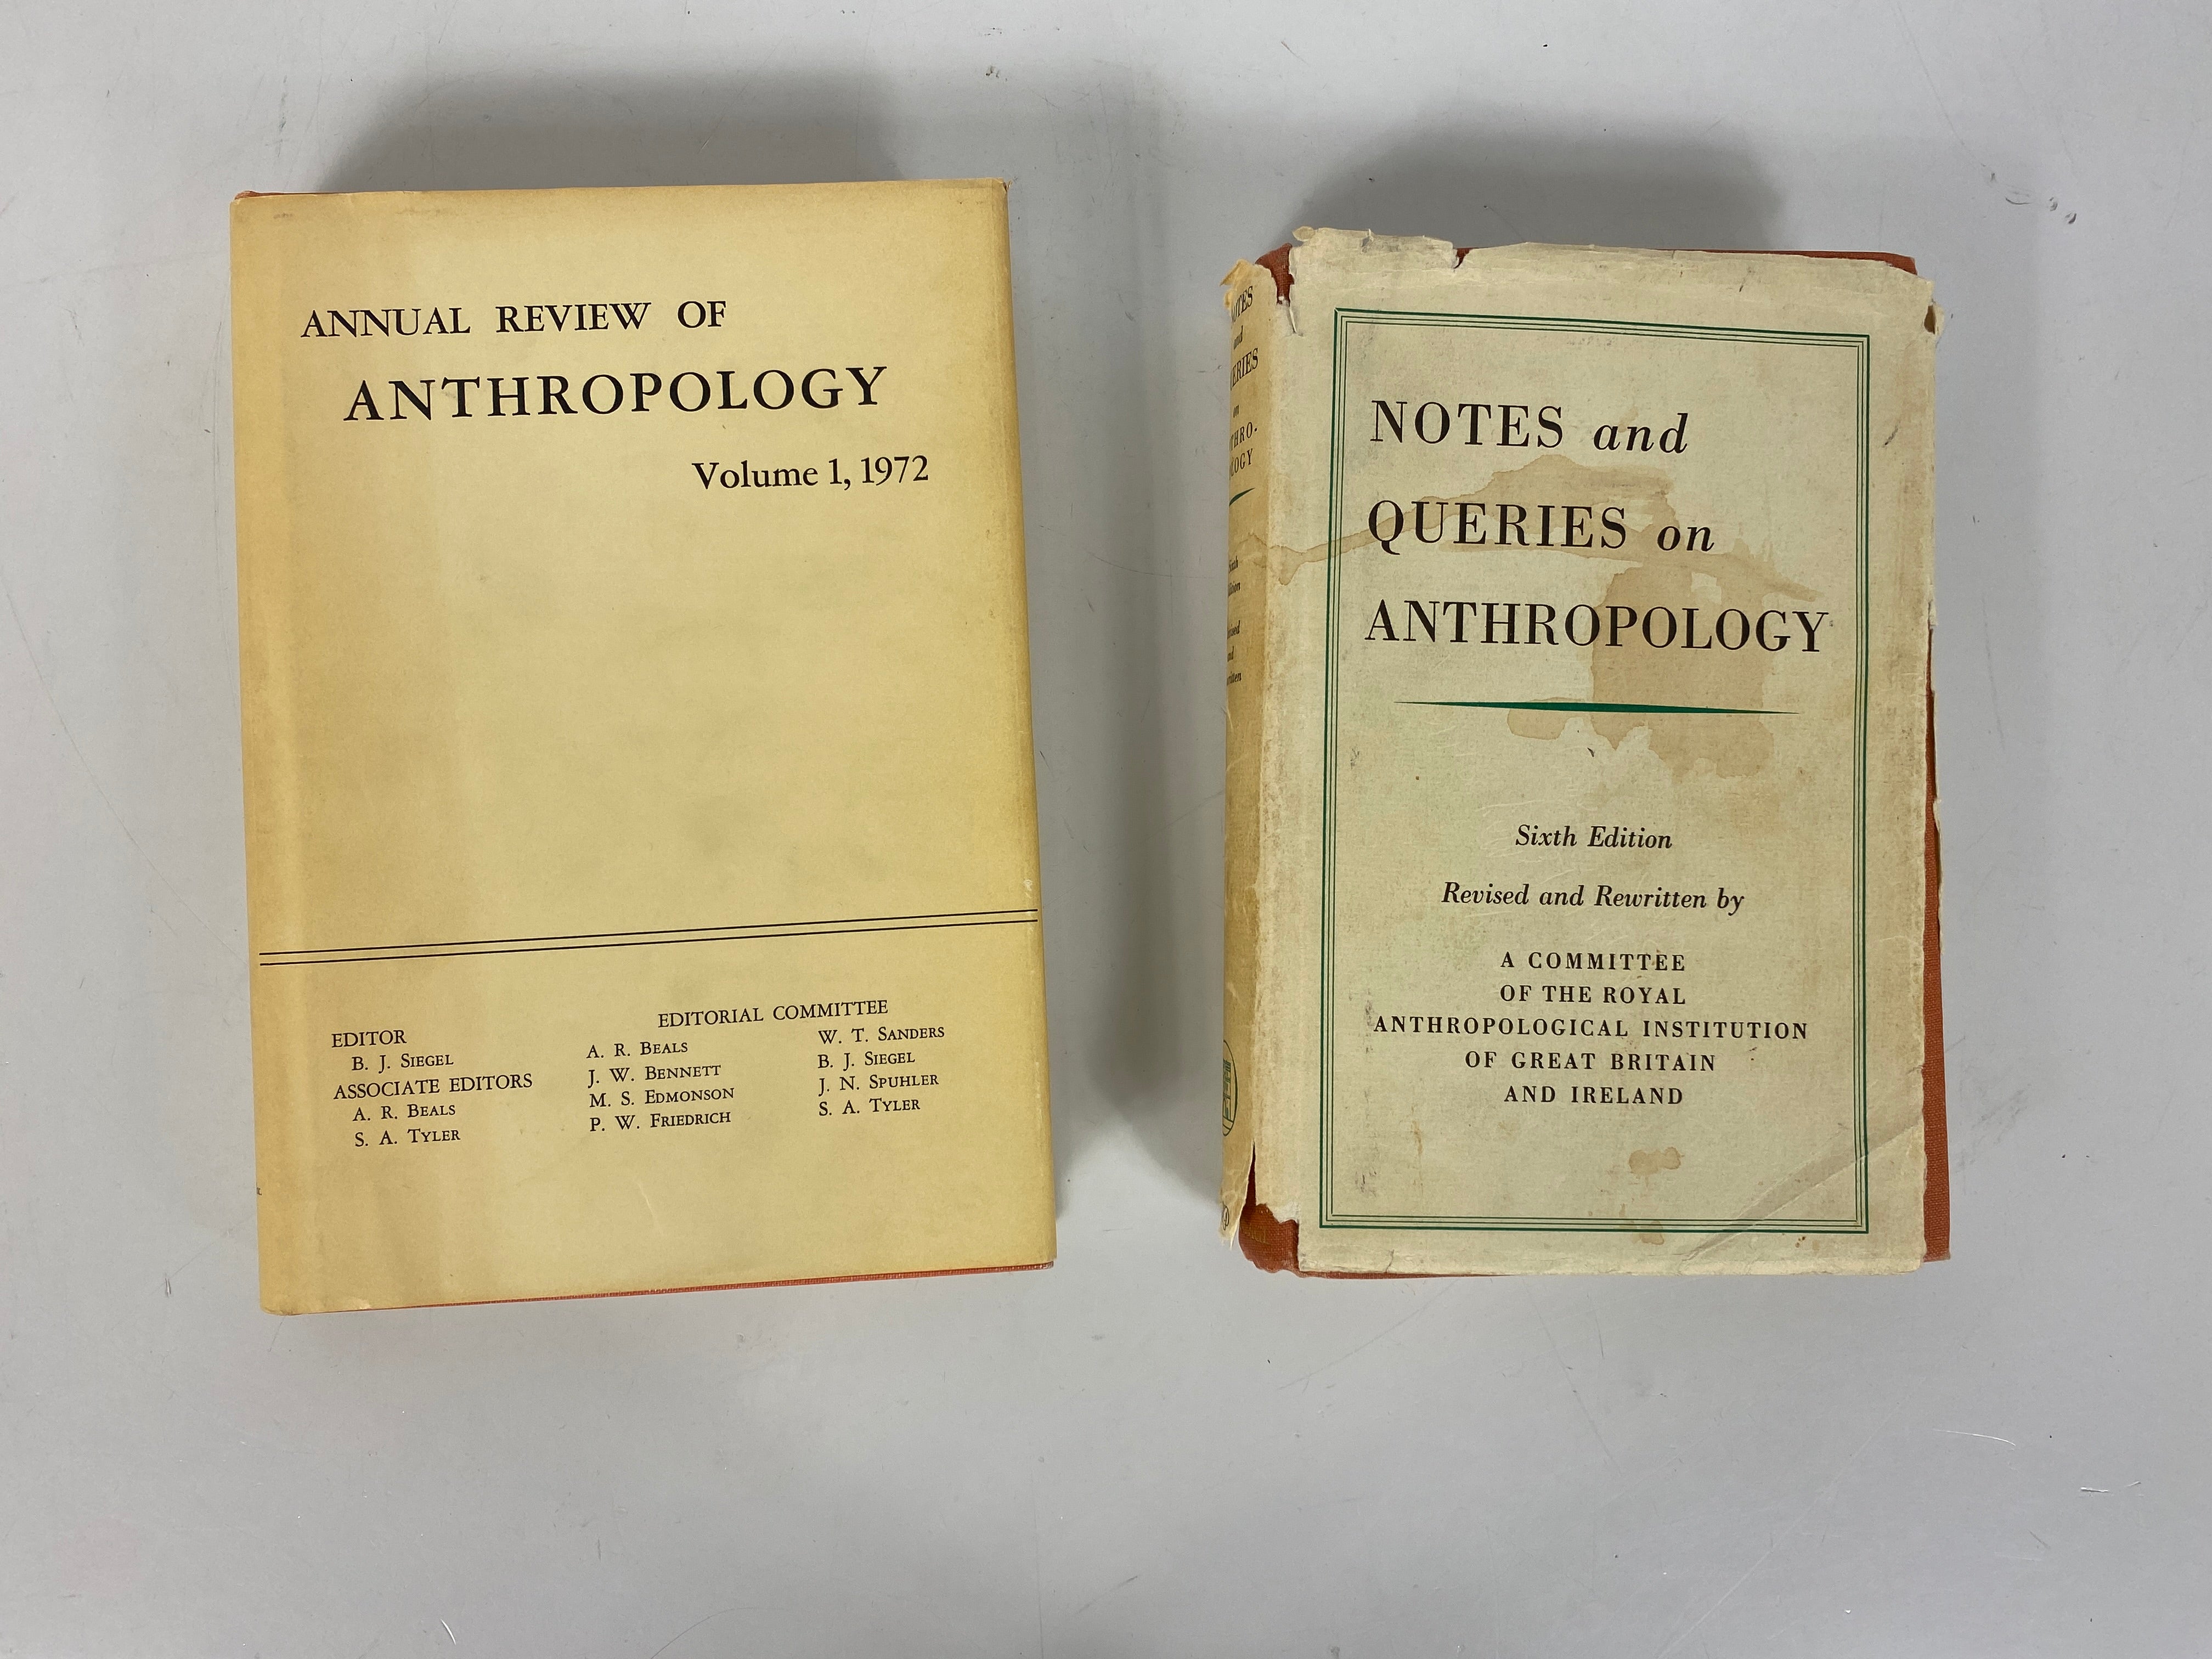 ANNUAL REVIEW OF
ANTHROPOLOGY
Volume 1, 1972
EDITOR
B. J. SIEGEL
ASSOCIATE EDITORS
A. R. BEALS
S. A. TYLER
EDITORIAL COMMITTEE
A. R. BEALS
J. W. BENNETT
M. S. EDMONSON
P. W. FRIEDRICH
W. T. SANDERS
B. J. SIEGEL
J. N. SPUHLER
S. A. TYLER
and
on
NOTES and
QUERIES on
ANTHROPOLOGY
Sixth Edition
Revised and Rewritten by
A COMMITTEE
OF THE ROYAL
ANTHROPOLOGICAL INSTITUTION
OF GREAT BRITAIN
AND IRELAND